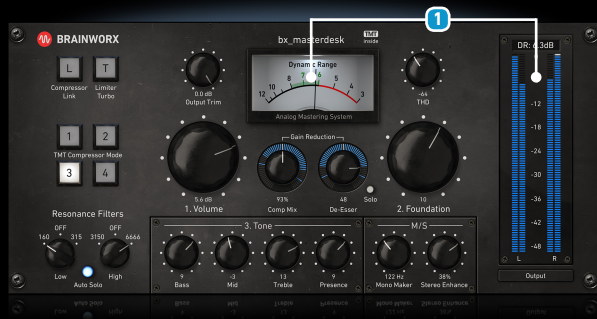 1
BRAINWORX
bx_masterdesk
TMT
inside
DR: 6.3dB
L T
Compressor Link
Limiter Turbo
0.0 dB
Output Trim
Dynamic Range
12 10 8 7 6 5 4 3
Analog Mastering System
-64
THD
1 2
TMT Compressor Mode
3 4
Gain Reduction
5.6 dB
1. Volume
93%
Comp Mix
48
De-Esser
Solo
10
2. Foundation
-12
-18
-24
-30
-36
-42
-48
L R
Output
Resonance Filters
OFF OFF
160 315 3150 6666
Low High
Auto Solo
3. Tone
9
Bass
-3
Mid
13
Treble
9
Presence
M/S
122 Hz
Mono Maker
38%
Stereo Enhance